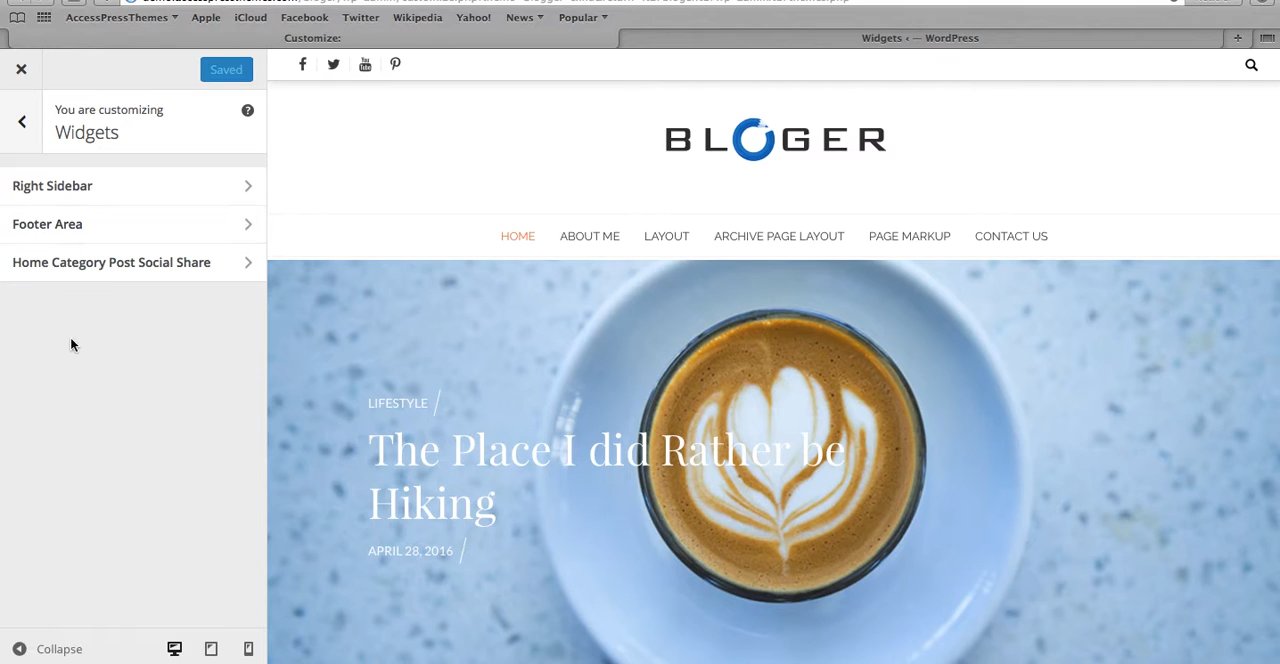 AccessPressThemes Apple iCloud Facebook Twitter Wikipedia Yahoo! News Popular
Customize: Widgets ‹ — WordPress
Saved
You are customizing
Widgets
Right Sidebar
Footer Area
Home Category Post Social Share
Collapse
You Tube
BLOGER
HOME ABOUT ME LAYOUT ARCHIVE PAGE LAYOUT PAGE MARKUP CONTACT US
LIFESTYLE
The Place I did Rather be
Hiking
APRIL 28, 2016